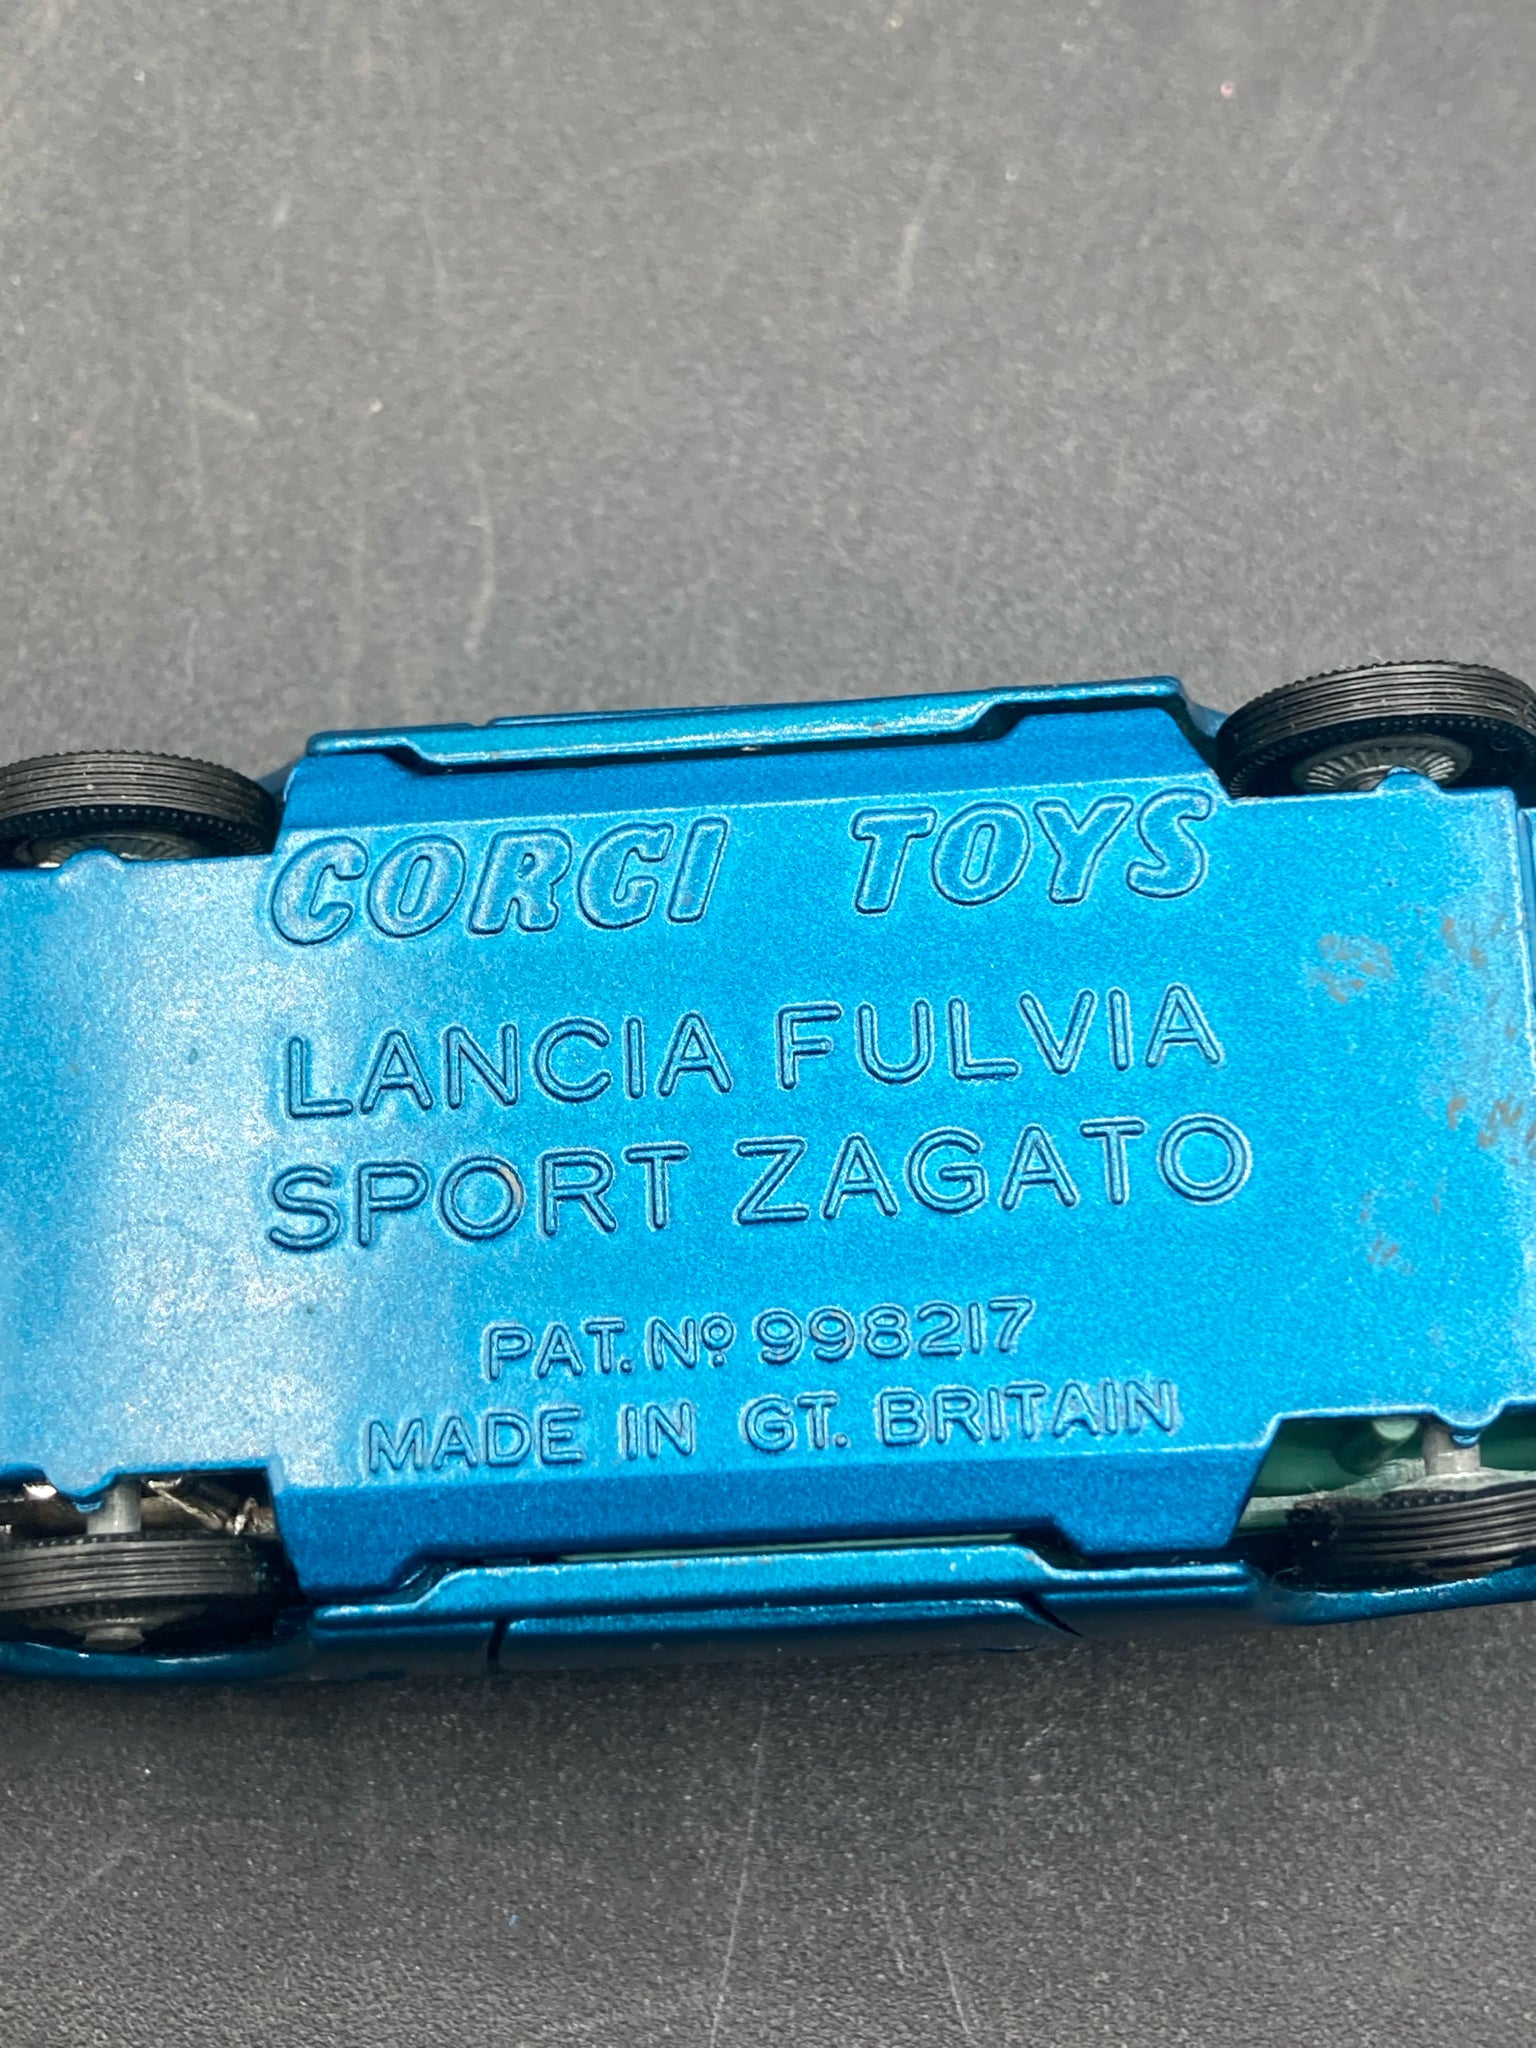 CORGI TOYS
LANCIA FULVIA
SPORT ZAGATO
PAT. Nº 998217
MADE IN GT. BRITAIN